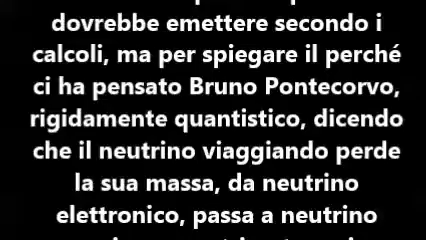 dovrebbe emettere secondo i
calcoli, ma per spiegare il perché
ci ha pensato Bruno Pontecorvo,
rigidamente quantistico, dicendo
che il neutrino viaggiando perde
la sua massa, da neutrino
elettronico, passa a neutrino